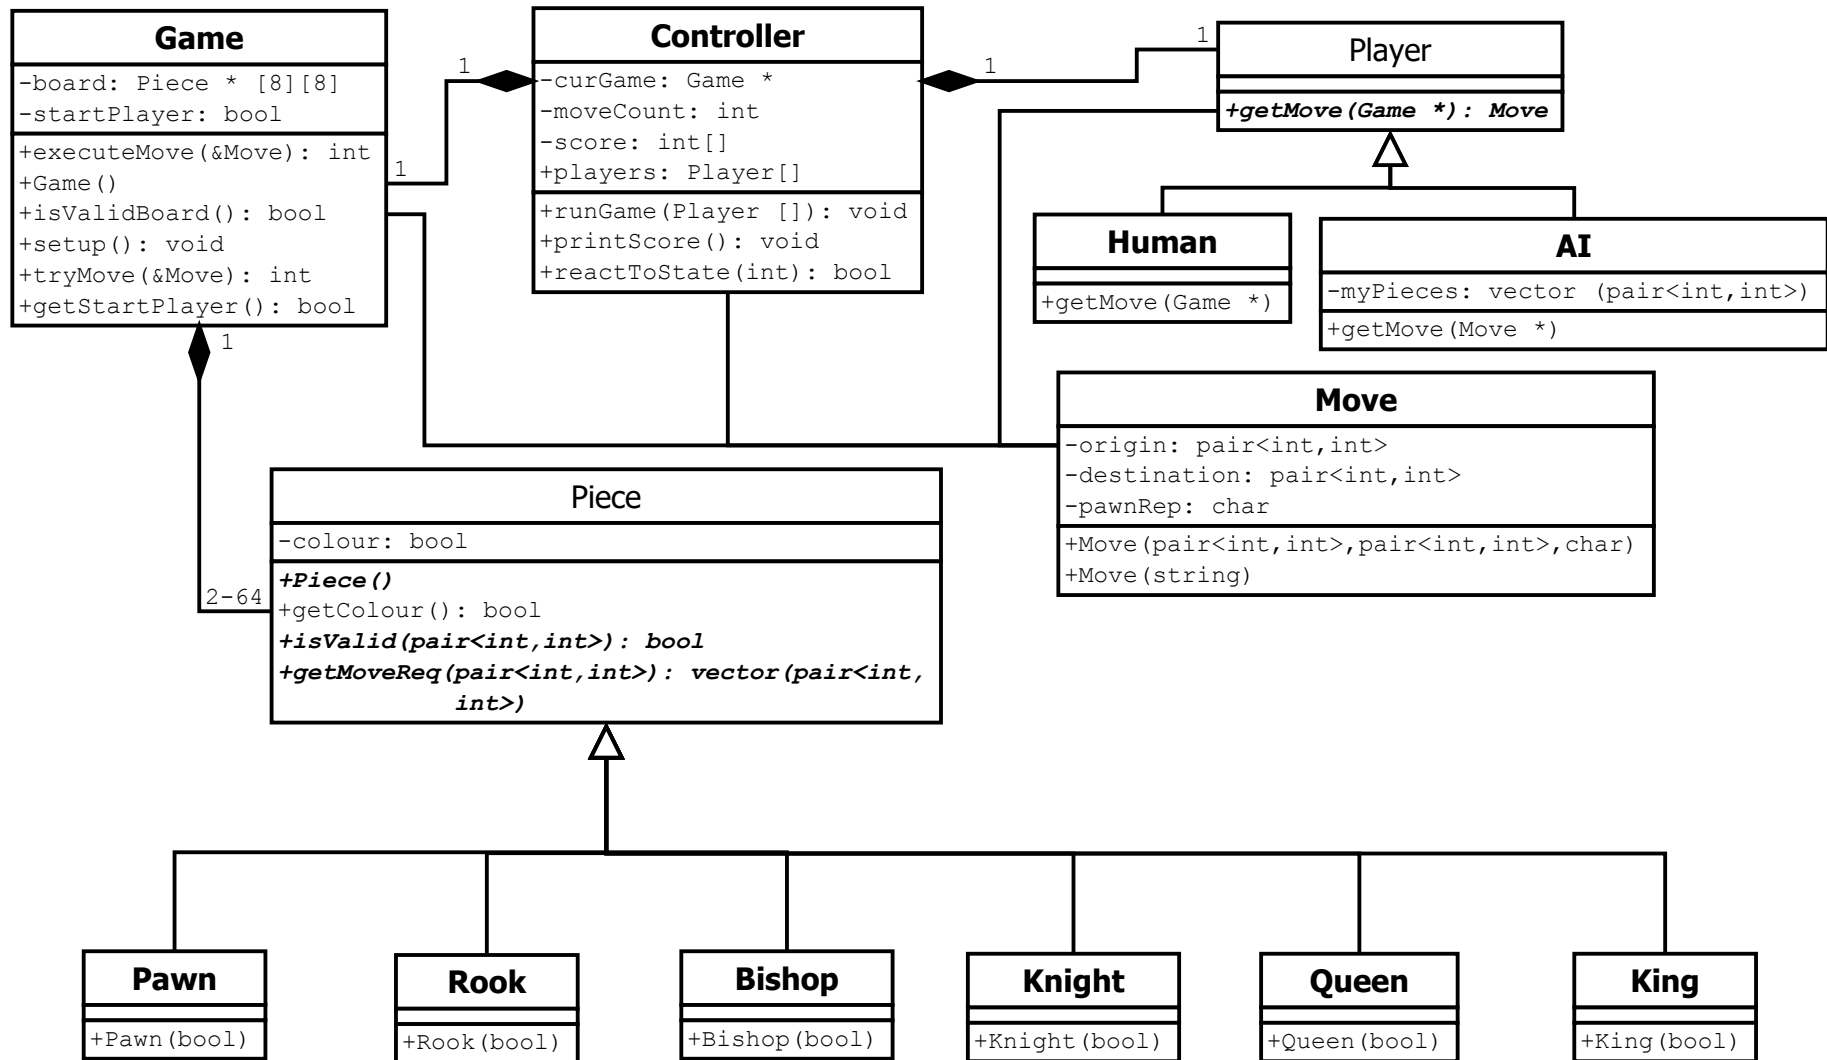 Game
-board: Piece * [8][8]
-startPlayer: bool
+executeMove(&Move): int
+Game()
+isValidBoard(): bool
+setup(): void
+tryMove(&Move): int
+getStartPlayer(): bool
1
1
1
Controller
-curGame: Game *
-moveCount: int
-score: int[]
+players: Player[]
+runGame(Player []): void
+printScore(): void
+reactToState(int): bool
1
1
Player
+getMove(Game *): Move
Human
+getMove(Game *)
AI
-myPieces: vector (pair<int,int>)
+getMove(Move *)
Move
-origin: pair<int,int>
-destination: pair<int,int>
-pawnRep: char
+Move(pair<int,int>,pair<int,int>,char)
+Move(string)
2-64
Piece
-colour: bool
+Piece()
+getColour(): bool
+isValid(pair<int,int>): bool
+getMoveReq(pair<int,int>): vector(pair<int,
int>)
Pawn
+Pawn(bool)
Rook
+Rook(bool)
Bishop
+Bishop(bool)
Knight
+Knight(bool)
Queen
+Queen(bool)
King
+King(bool)